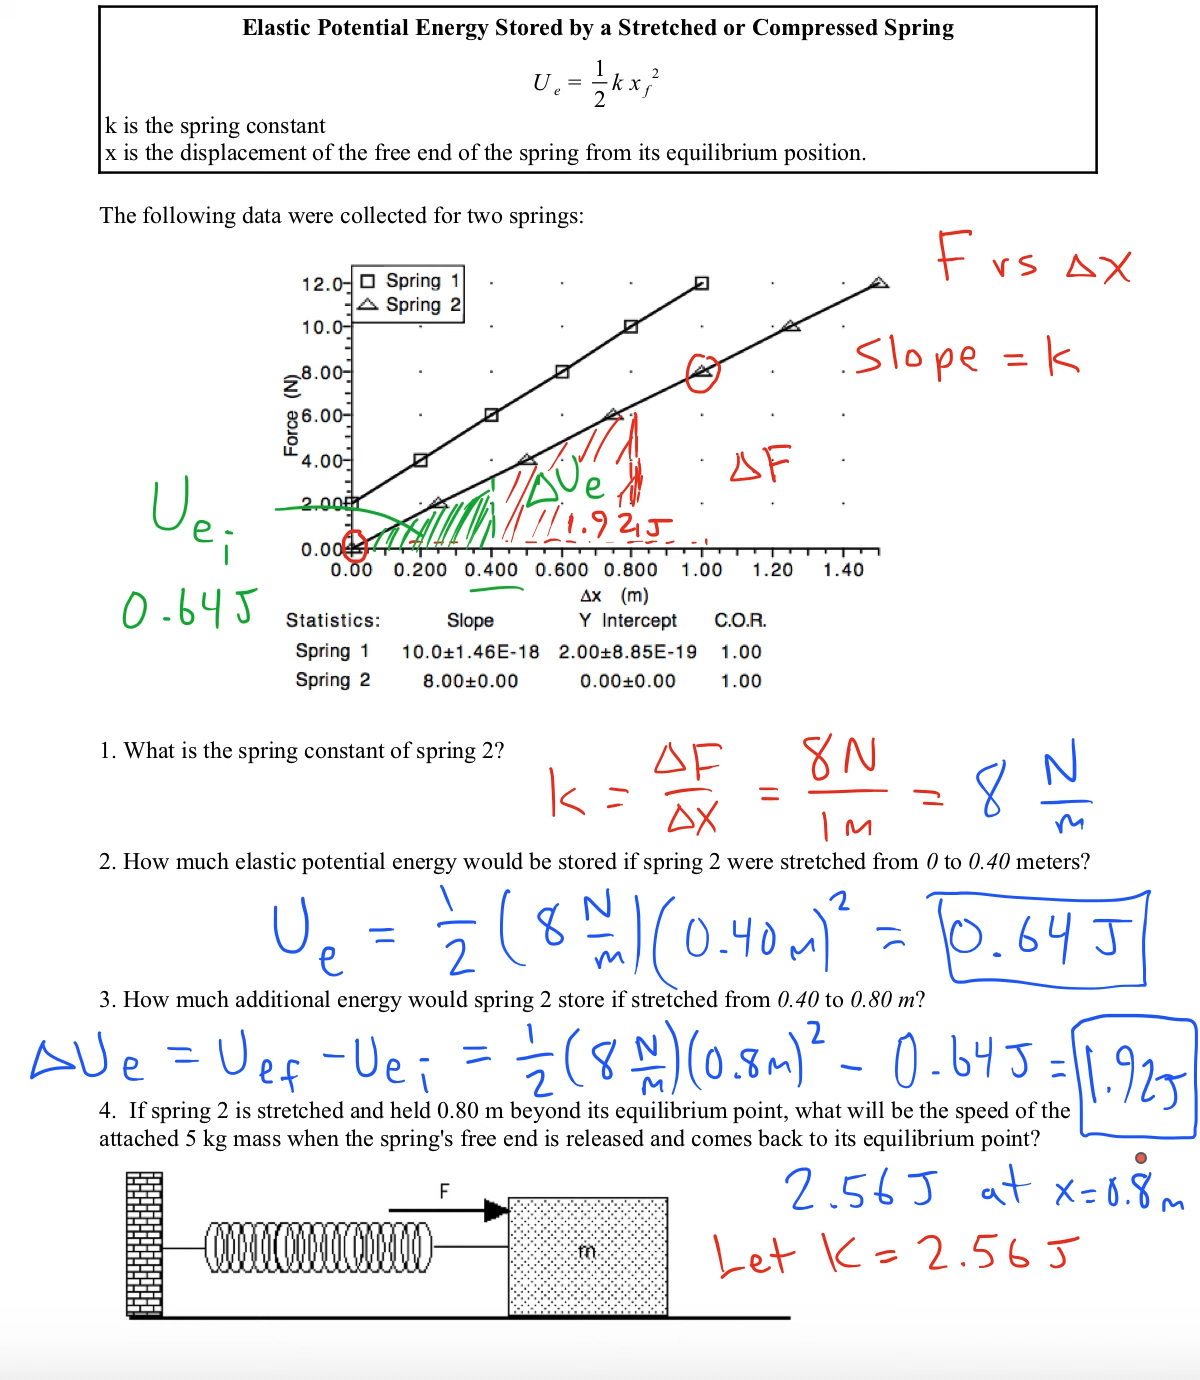 Elastic Potential Energy Stored by a Stretched or Compressed Spring
U e = 1/2 k x f ²
k is the spring constant
x is the displacement of the free end of the spring from its equilibrium position.
The following data were collected for two springs:
F vs Δx
Slope = k
12.0
10.0
8.00
6.00
4.00
2.00
0.00
Force (N)
Spring 1
Spring 2
ΔF
ΔUe
1.92J
Uei
0.64J
0.00 0.200 0.400 0.600 0.800 1.00 1.20 1.40
Δx (m)
Statistics: Slope Y Intercept C.O.R.
Spring 1 10.0±1.46E-18 2.00±8.85E-19 1.00
Spring 2 8.00±0.00 0.00±0.00 1.00
1. What is the spring constant of spring 2?
k = ΔF/Δx = 8N/1m = 8 N/m
2. How much elastic potential energy would be stored if spring 2 were stretched from 0 to 0.40 meters?
Ue = 1/2 (8 N/m)(0.40m)² = 0.64 J
3. How much additional energy would spring 2 store if stretched from 0.40 to 0.80 m?
ΔUe = Uef - Uei = 1/2 (8 N/m)(0.8m)² - 0.64J = 1.92J
4. If spring 2 is stretched and held 0.80 m beyond its equilibrium point, what will be the speed of the
attached 5 kg mass when the spring's free end is released and comes back to its equilibrium point?
2.56J at x=0.8m
Let K = 2.56J
F
m